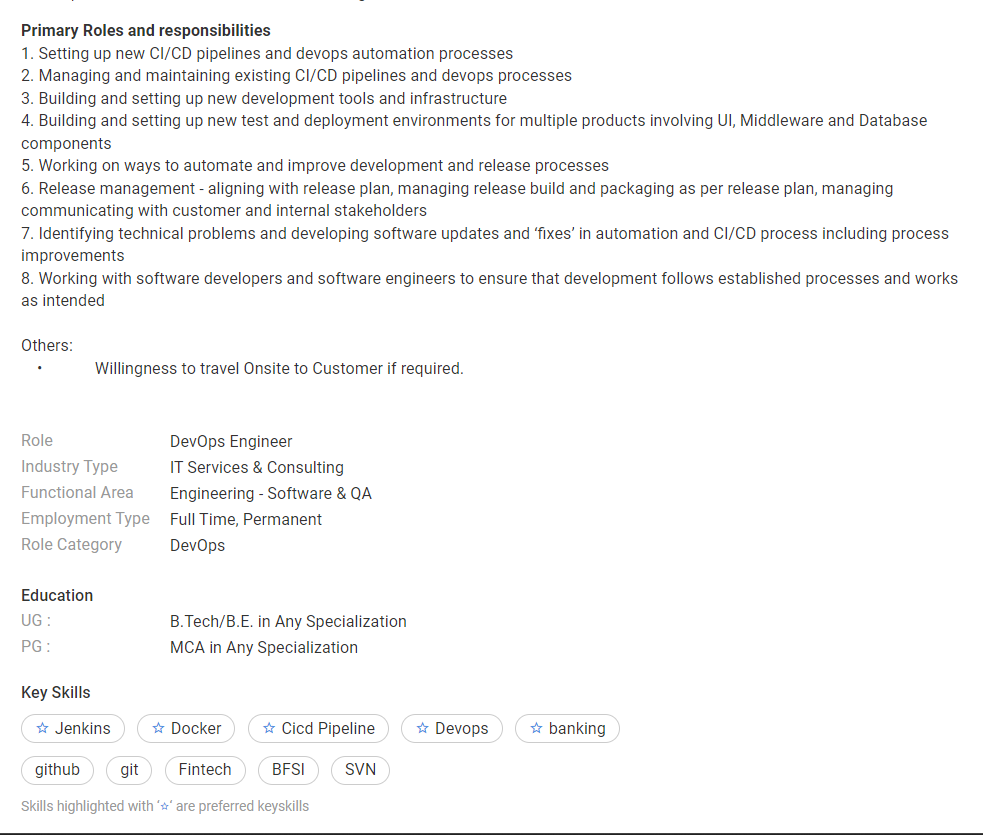 Primary Roles and responsibilities
1. Setting up new CI/CD pipelines and devops automation processes
2. Managing and maintaining existing CI/CD pipelines and devops processes
3. Building and setting up new development tools and infrastructure
4. Building and setting up new test and deployment environments for multiple products involving UI, Middleware and Database
components
5. Working on ways to automate and improve development and release processes
6. Release management - aligning with release plan, managing release build and packaging as per release plan, managing
communicating with customer and internal stakeholders
7. Identifying technical problems and developing software updates and ‘fixes’ in automation and CI/CD process including process
improvements
8. Working with software developers and software engineers to ensure that development follows established processes and works
as intended
Others:
• Willingness to travel Onsite to Customer if required.
Role DevOps Engineer
Industry Type IT Services & Consulting
Functional Area Engineering - Software & QA
Employment Type Full Time, Permanent
Role Category DevOps
Education
UG : B.Tech/B.E. in Any Specialization
PG : MCA in Any Specialization
Key Skills
☆ Jenkins ☆ Docker ☆ Cicd Pipeline ☆ Devops ☆ banking
github git Fintech BFSI SVN
Skills highlighted with ‘☆’ are preferred keyskills